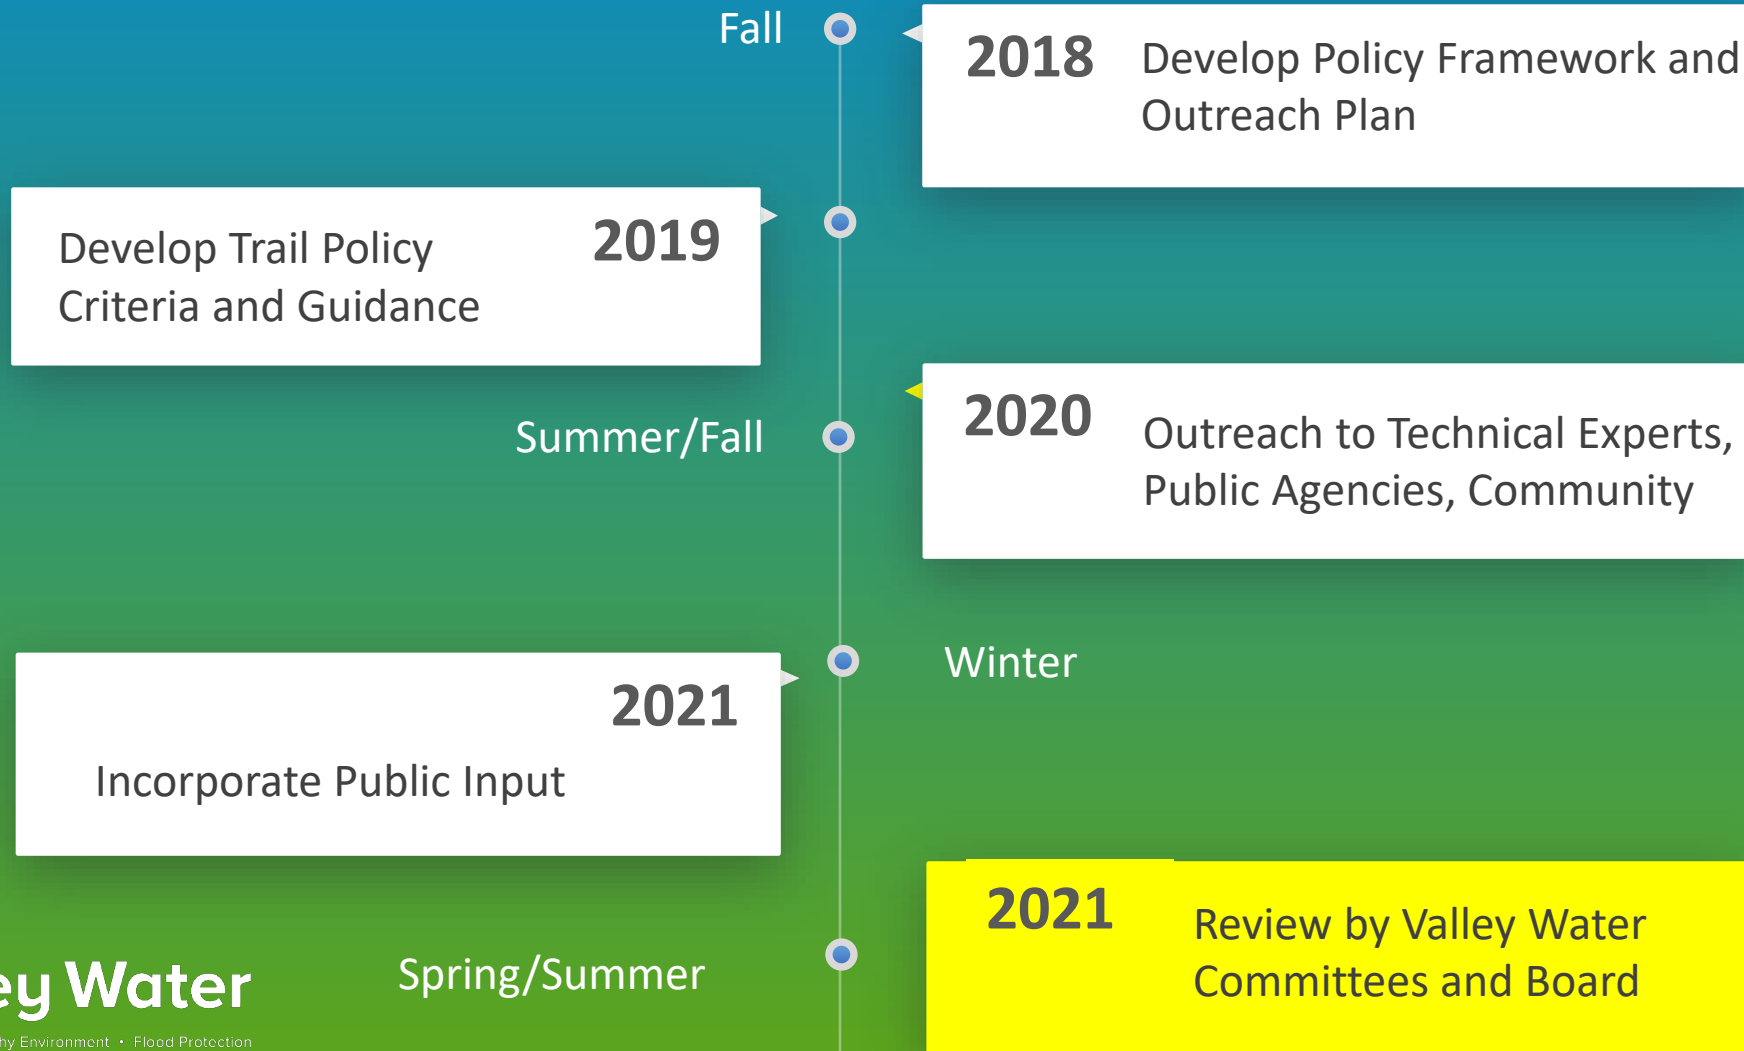 Fall
2018
Develop Policy Framework and
Outreach Plan
2019
Develop Trail Policy
Criteria and Guidance
Summer/Fall
2020
Outreach to Technical Experts,
Public Agencies, Community
Winter
2021
Incorporate Public Input
Spring/Summer
2021
Review by Valley Water
Committees and Board
ey Water
hy Environment • Flood Protection